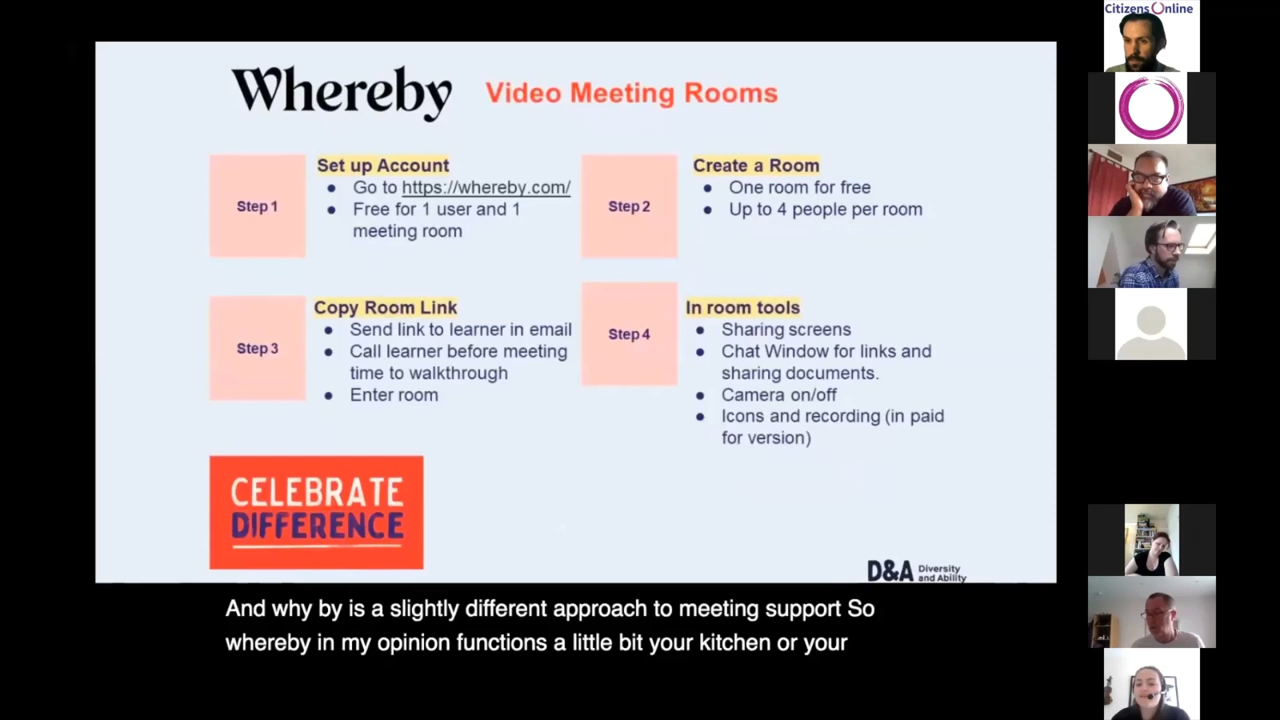 Citizens Online
Whereby Video Meeting Rooms
Step 1
Set up Account
● Go to https://whereby.com/
● Free for 1 user and 1
meeting room
Step 2
Create a Room
● One room for free
● Up to 4 people per room
Step 3
Copy Room Link
● Send link to learner in email
● Call learner before meeting
time to walkthrough
● Enter room
Step 4
In room tools
● Sharing screens
● Chat Window for links and
sharing documents.
● Camera on/off
● Icons and recording (in paid
for version)
CELEBRATE
DIFFERENCE
D&A Diversity
and Ability
And why by is a slightly different approach to meeting support So
whereby in my opinion functions a little bit your kitchen or your